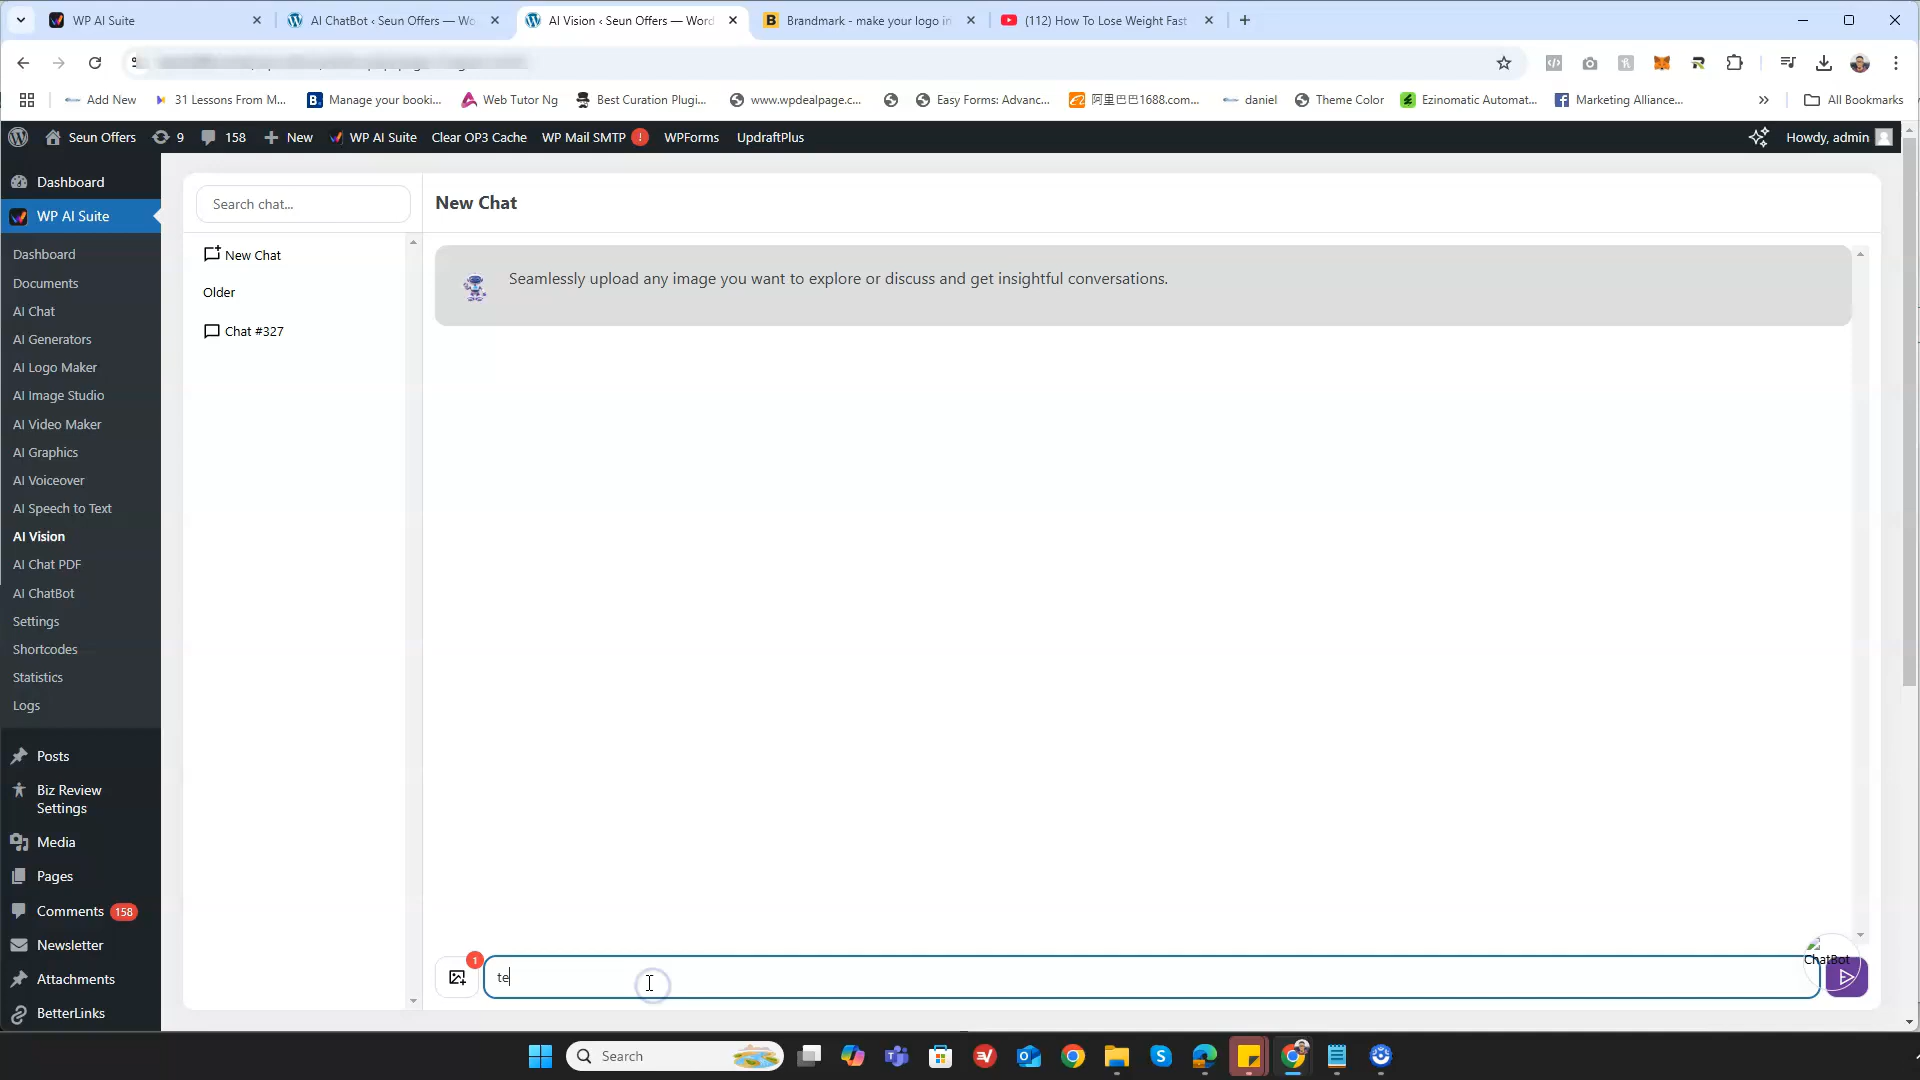 WP AI Suite
AI ChatBot ‹ Seun Offers — Wo
AI Vision ‹ Seun Offers — Word
B Brandmark - make your logo in
(112) How To Lose Weight Fast
Add New
31 Lessons From M...
B. Manage your booki...
Web Tutor Ng
Best Curation Plugi...
www.wpdealpage.c...
Easy Forms: Advanc...
阿里巴巴1688.com...
daniel
Theme Color
Ezinomatic Automat...
Marketing Alliance...
»
All Bookmarks
Seun Offers
9
158
New
WP AI Suite
Clear OP3 Cache
WP Mail SMTP !
WPForms
UpdraftPlus
Howdy, admin
Dashboard
WP AI Suite
Dashboard
Documents
AI Chat
AI Generators
AI Logo Maker
AI Image Studio
AI Video Maker
AI Graphics
AI Voiceover
AI Speech to Text
AI Vision
AI Chat PDF
AI ChatBot
Settings
Shortcodes
Statistics
Logs
Posts
Biz Review
Settings
Media
Pages
Comments 158
Newsletter
Attachments
BetterLinks
Search chat...
New Chat
Older
Chat #327
New Chat
Seamlessly upload any image you want to explore or discuss and get insightful conversations.
1
te
ChatBot
Search